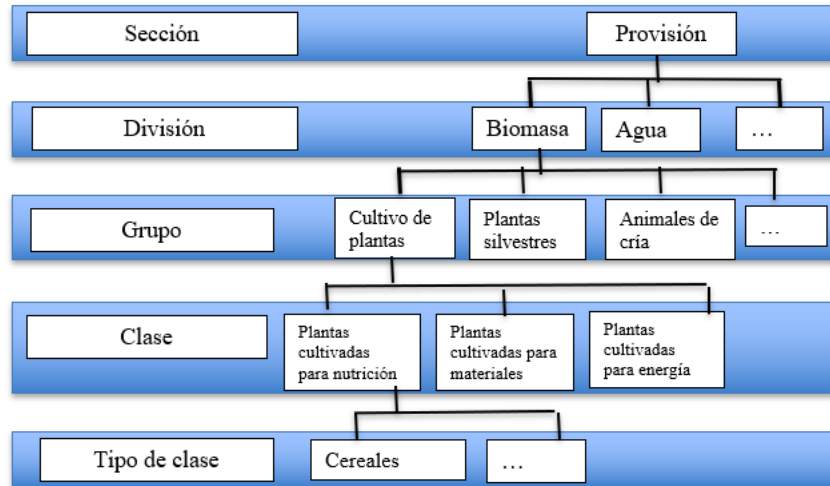 Sección
Provisión
División
Biomasa
Agua
…
Grupo
Cultivo de
plantas
Plantas
silvestres
Animales de
cría
…
Clase
Plantas
cultivadas
para nutrición
Plantas
cultivadas para
materiales
Plantas
cultivadas
para energía
Tipo de clase
Cereales
…